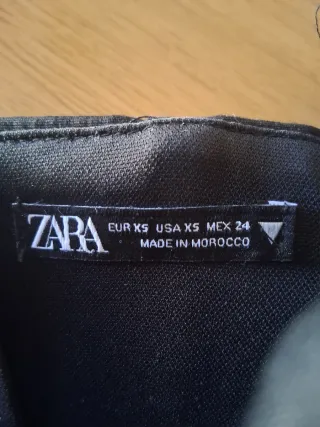 ZARA
EUR XS USA XS MEX 24
MADE IN MOROCCO